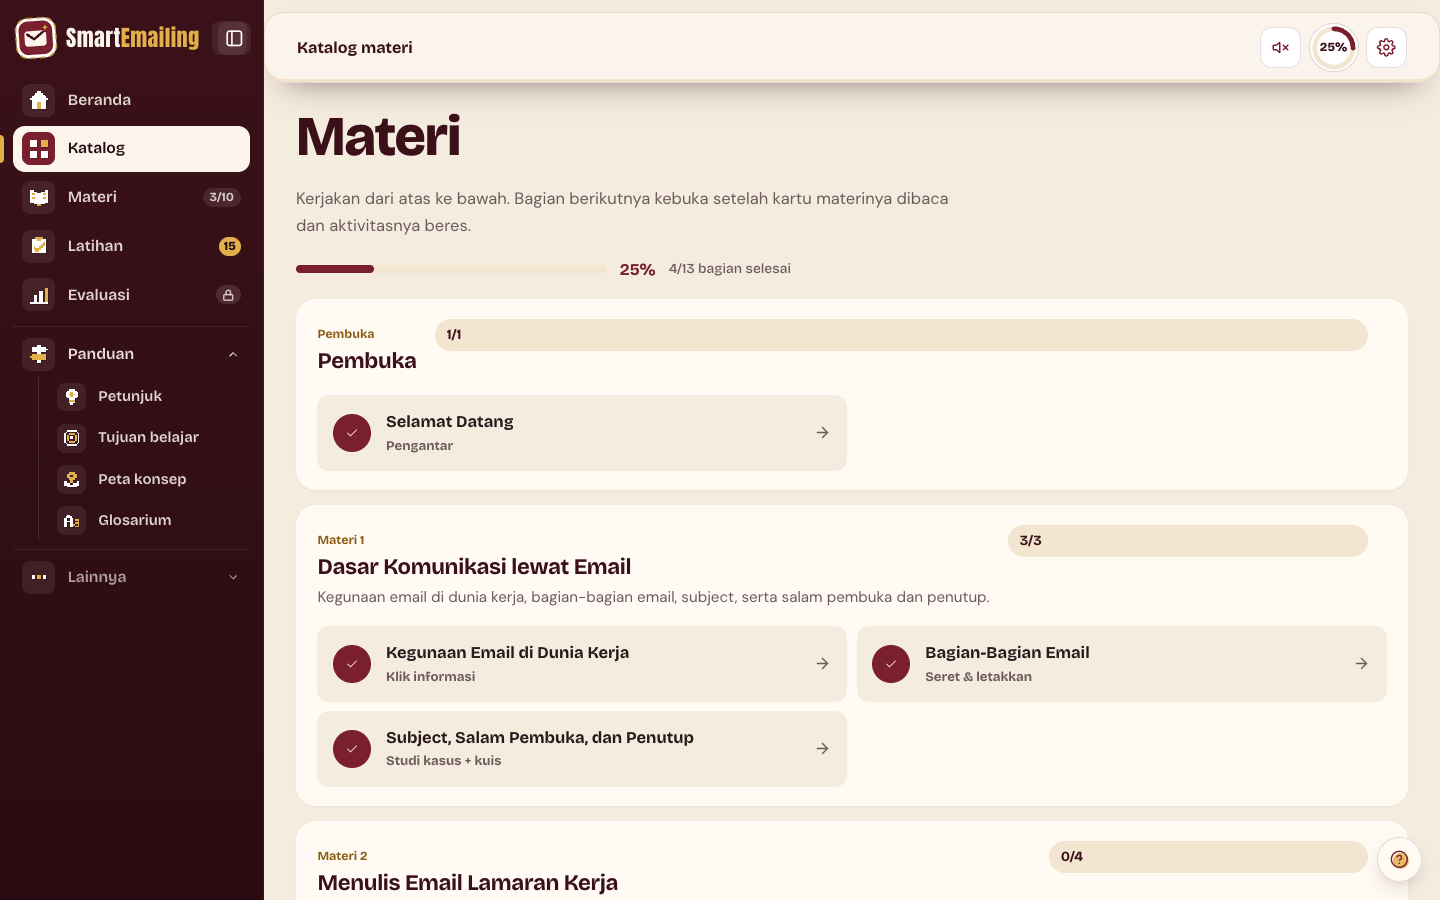 SmartEmailing
Beranda
Katalog
Materi 3/10
Latihan 15
Evaluasi
Panduan
Petunjuk
Tujuan belajar
Peta konsep
Glosarium
Lainnya
Katalog materi
25%
Materi
Kerjakan dari atas ke bawah. Bagian berikutnya kebuka setelah kartu materinya dibaca
dan aktivitasnya beres.
25% 4/13 bagian selesai
Pembuka
1/1
Pembuka
Selamat Datang
Pengantar
Materi 1
3/3
Dasar Komunikasi lewat Email
Kegunaan email di dunia kerja, bagian-bagian email, subject, serta salam pembuka dan penutup.
Kegunaan Email di Dunia Kerja
Klik informasi
Bagian-Bagian Email
Seret & letakkan
Subject, Salam Pembuka, dan Penutup
Studi kasus + kuis
Materi 2
0/4
Menulis Email Lamaran Kerja
?